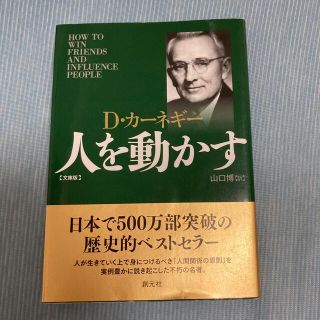 HOW TO
WIN
FRIENDS
AND
INFLUENCE
PEOPLE
D・カーネギー
人を動かす
【文庫版】
山口博【訳】
日本で500万部突破の
歴史的ベストセラー
人が生きていく上で身につけるべき「人間関係の原則」を
実例豊かに説き起こした不朽の名著。
創元社